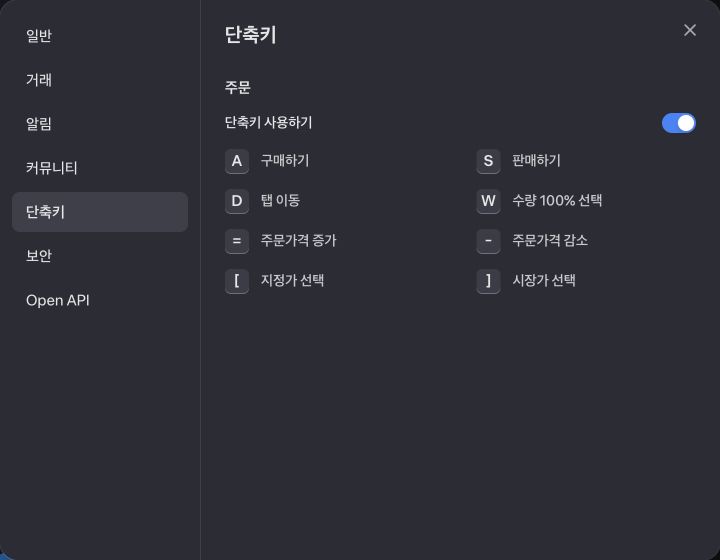 일반
거래
알림
커뮤니티
단축키
보안
Open API
단축키
주문
단축키 사용하기
A 구매하기
S 판매하기
D 탭 이동
W 수량 100% 선택
= 주문가격 증가
- 주문가격 감소
[ 지정가 선택
] 시장가 선택